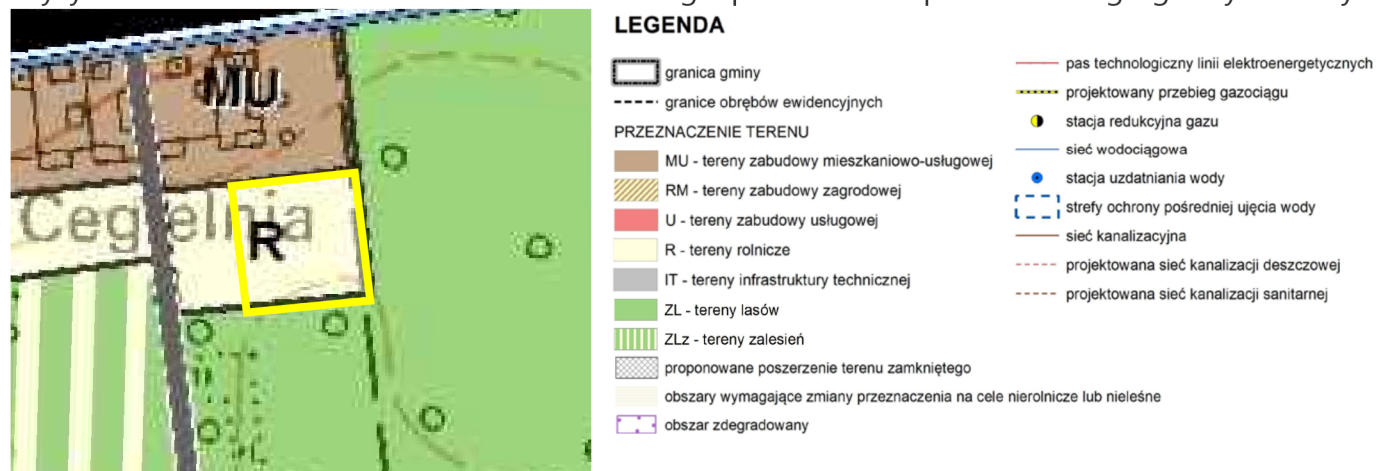 MU
Cegielnia
R
LEGENDA
granica gminy
granice obrębów ewidencyjnych
PRZEZNACZENIE TERENU
MU - tereny zabudowy mieszkaniowo-usługowej
RM - tereny zabudowy zagrodowej
U - tereny zabudowy usługowej
R - tereny rolnicze
IT - tereny infrastruktury technicznej
ZL - tereny lasów
ZLz - tereny zalesień
proponowane poszerzenie terenu zamkniętego
obszary wymagające zmiany przeznaczenia na cele nierolnicze lub nieleśne
obszar zdegradowany
pas technologiczny linii elektroenergetycznych
projektowany przebieg gazociągu
stacja redukcyjna gazu
sieć wodociągowa
stacja uzdatniania wody
strefy ochrony pośredniej ujęcia wody
sieć kanalizacyjna
projektowana sieć kanalizacji deszczowej
projektowana sieć kanalizacji sanitarnej